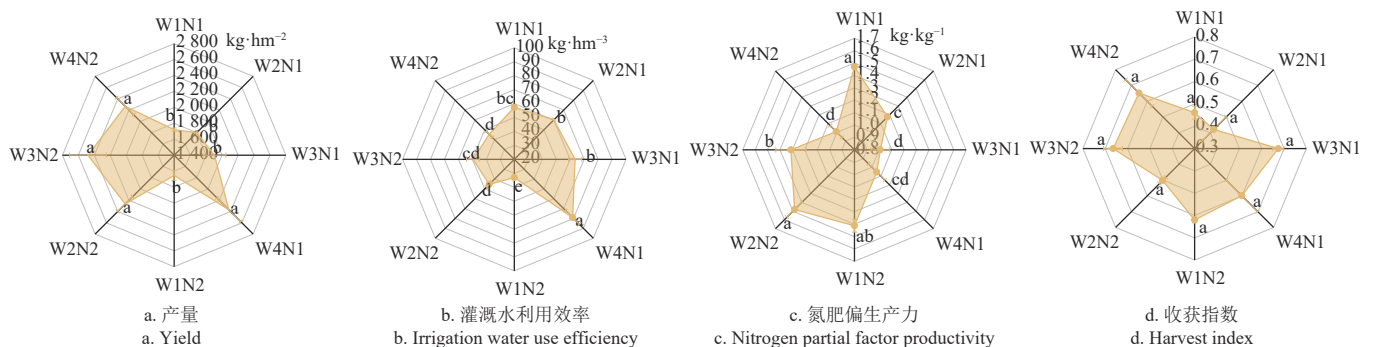 W1N1
2 800 kg·hm⁻²
2 600
2 400
2 200
2 000
1 800
1 600
1 400
W4N2
W2N1
W3N2
W3N1
W2N2
W4N1
W1N2
b
a
b
a
b
a
b
a
a. 产量
a. Yield
W1N1
100 kg·hm⁻³
90
80
70
60
50
40
30
20
W4N2
W2N1
W3N2
W3N1
W2N2
W4N1
W1N2
bc
b
d
cd
b
d
e
a
b. 灌溉水利用效率
b. Irrigation water use efficiency
W1N1
1.7 kg·kg⁻¹
1.6
1.5
1.4
1.3
1.2
1.1
1.0
0.9
0.8
W4N2
W2N1
W3N2
W3N1
W2N2
W4N1
W1N2
a
c
d
b
d
cd
a
ab
c. 氮肥偏生产力
c. Nitrogen partial factor productivity
W1N1
0.8
0.7
0.6
0.5
0.4
0.3
W4N2
W2N1
W3N2
W3N1
W2N2
W4N1
W1N2
a
a
a
a
a
a
a
a
d. 收获指数
d. Harvest index